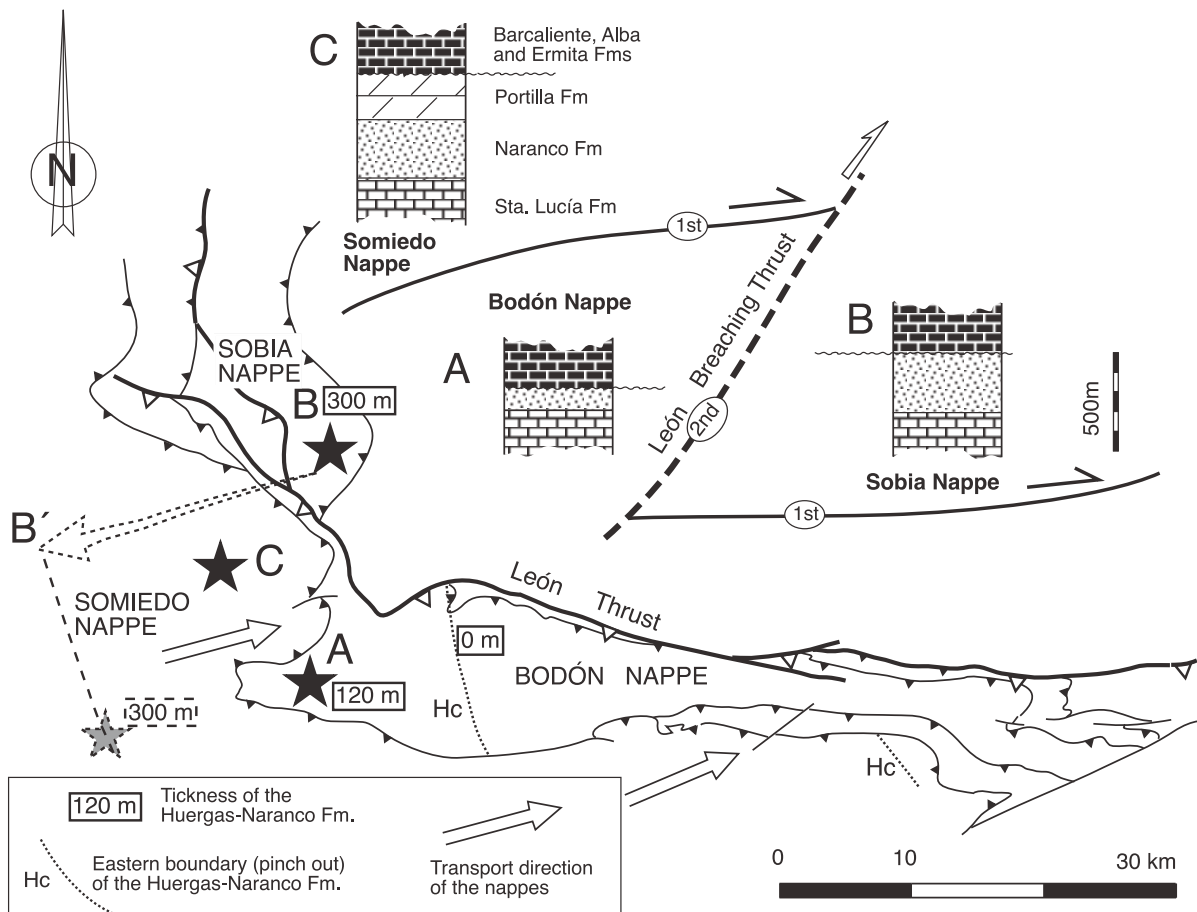 N
C
Barcaliente, Alba
and Ermita Fms
Portilla Fm
Naranco Fm
Sta. Lucía Fm
Somiedo
Nappe
1st
Bodón Nappe
A
León Breaching Thrust
2nd
B
500m
Sobia Nappe
1st
SOBIA
NAPPE
B
300 m
B´
C
SOMIEDO
NAPPE
A
120 m
300 m
León Thrust
0 m
BODÓN NAPPE
Hc
Hc
120 m
Tickness of the
Huergas-Naranco Fm.
Hc
Eastern boundary (pinch out)
of the Huergas-Naranco Fm.
Transport direction
of the nappes
0 10 30 km